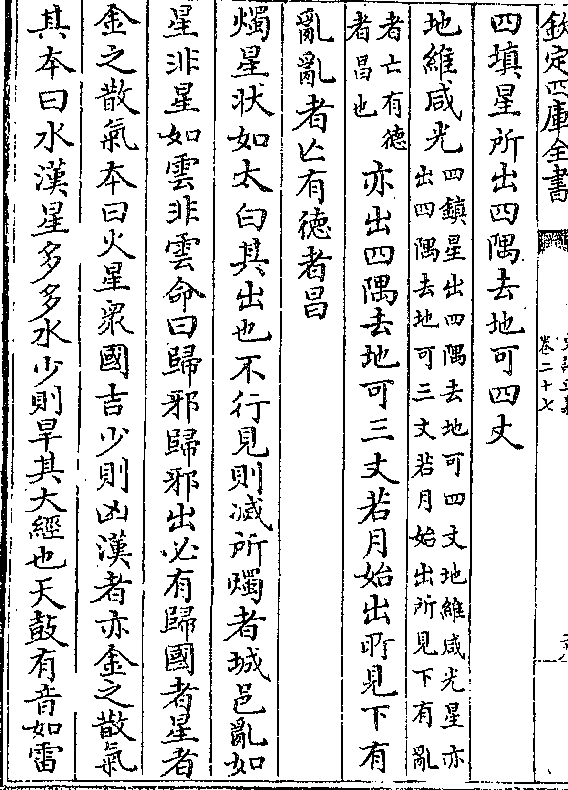 欽定四庫全書
卷二十七
四填星所出四隅去地可四丈
地維咸光
四鎮星出四隅去地可四丈地維咸光星亦
出四隅去地可三丈若月始出所見下有亂
者亡有德
者昌也
亦出四隅去地可三丈若月始出所見下有
亂亂者亡有德者昌
燭星狀如太白其出也不行見則滅所燭者城邑亂如
星非星如雲非雲命曰歸邪歸邪出必有歸國者星者
金之散氣本曰火星衆國吉少則凶漢者亦金之散氣
其本曰水漢星多多水少則旱其大經也天鼓有音如雷